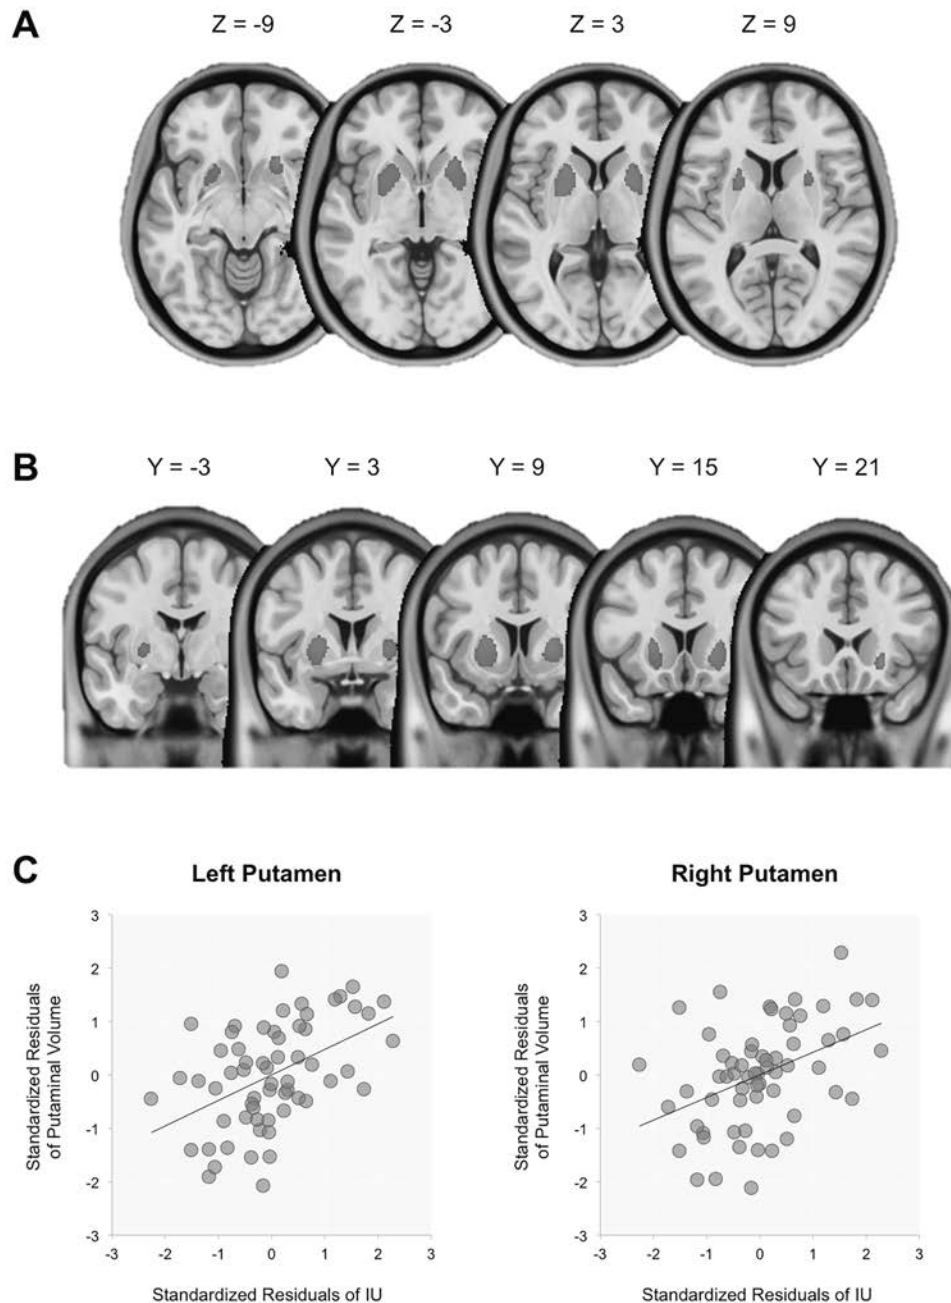 A
Z = -9 Z = -3 Z = 3 Z = 9
B
Y = -3 Y = 3 Y = 9 Y = 15 Y = 21
C
Left Putamen
Standardized Residuals
of Putaminal Volume
3
2
1
0
-1
-2
-3
-3 -2 -1 0 1 2 3
Standardized Residuals of IU
Right Putamen
Standardized Residuals
of Putaminal Volume
3
2
1
0
-1
-2
-3
-3 -2 -1 0 1 2 3
Standardized Residuals of IU